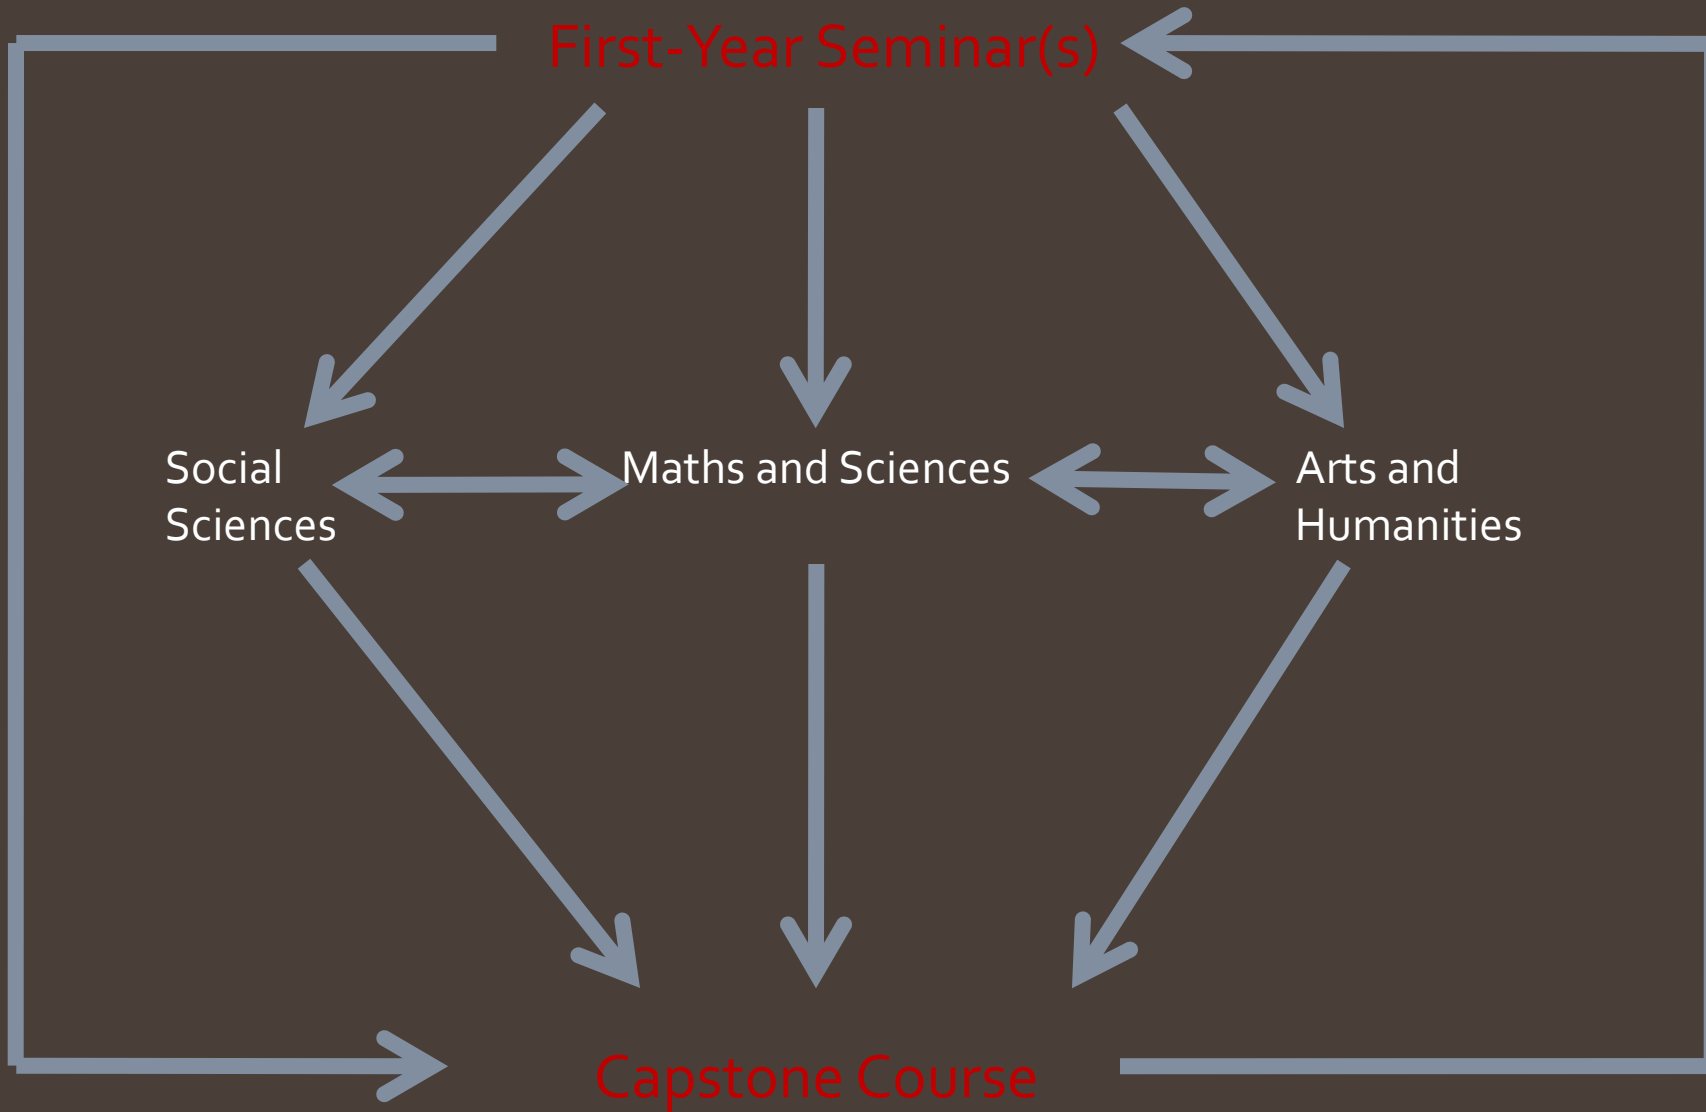 First-Year Seminar(s)
Social
Sciences
Maths and Sciences
Arts and
Humanities
Capstone Course